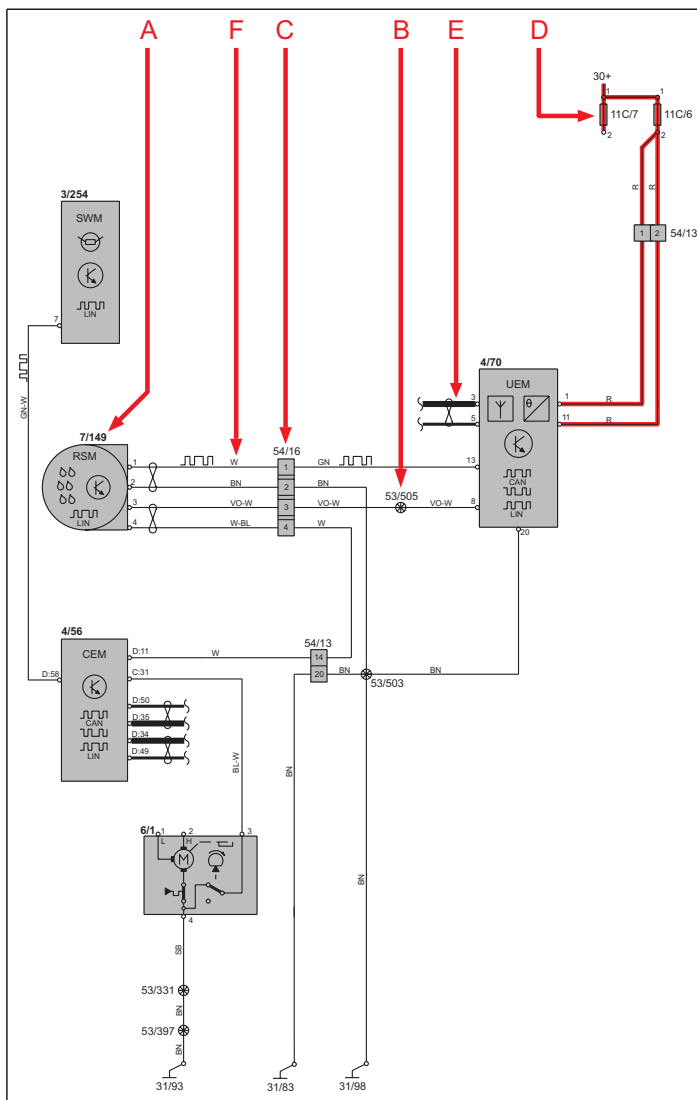 A F C B E D
30+
1 1
11C/7 11C/6
2 2
R R
1 2 54/13
3/254
SWM
LIN
7
GN-W
4/70
UEM
θ
3 1
5 11 R
R
CAN
LIN
13
8
20
7/149
RSM
LIN
1 W 54/16 1 GN
2 BN 2 BN
3 VO-W 3 VO-W 53/505 VO-W
4 W-BL 4 W
4/56
CEM
CAN
LIN
D:58
D:11 W 54/13 14
C:31 20 BN 53/503 BN
D:50
D:35
D:34
D:49
BL-W
BN
BN
6/1 1 2 3
L H
M
4
SB
53/331
BN
53/397
BN
31/93 31/83 31/98